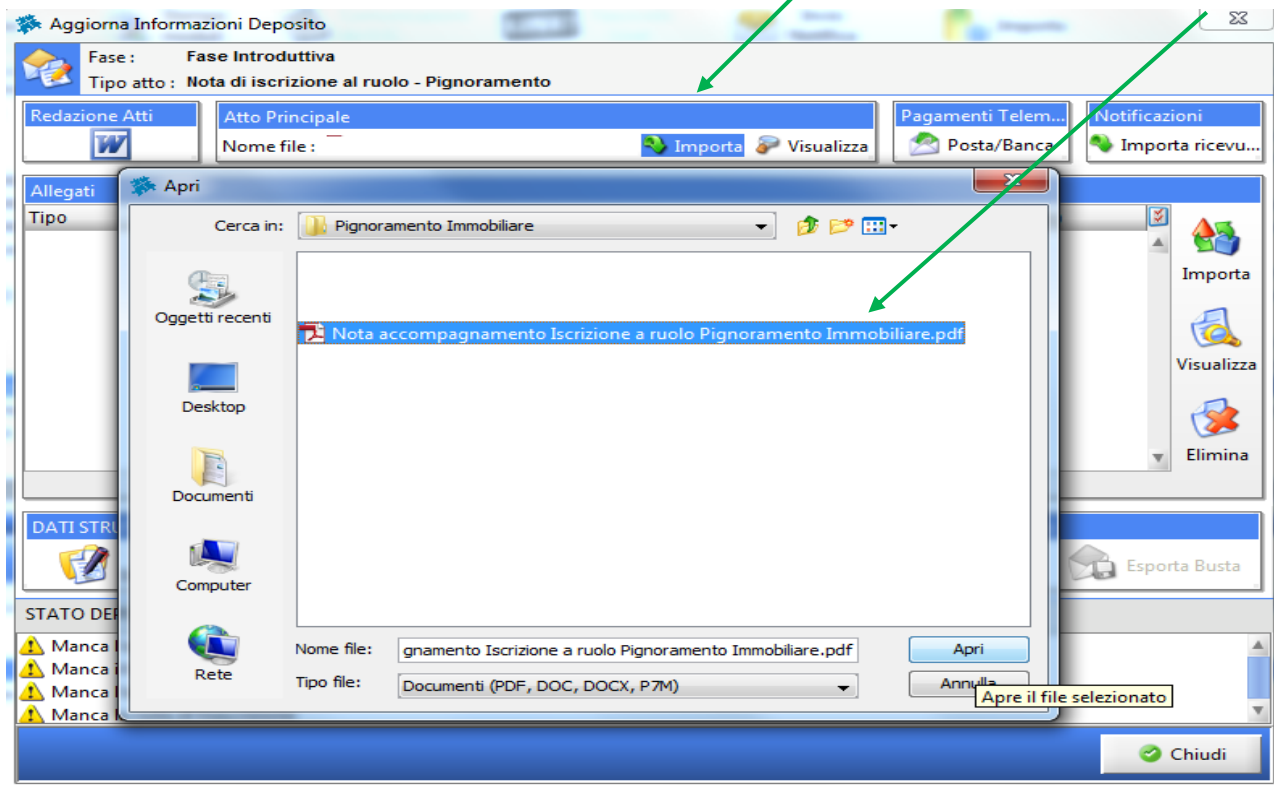 Aggiorna Informazioni Deposito
Fase : Fase Introduttiva
Tipo atto : Nota di iscrizione al ruolo - Pignoramento
Redazione Atti
Atto Principale
Pagamenti Telem...
Notificazioni
Nome file :
Importa
Visualizza
Posta/Banca
Importa ricevu...
Allegati
Apri
Tipo
Cerca in:
Pignoramento Immobiliare
Importa
Oggetti recenti
Nota accompagnamento Iscrizione a ruolo Pignoramento Immobiliare.pdf
Visualizza
Desktop
Elimina
Documenti
DATI STRU
Computer
Esporta Busta
STATO DEP
Manca
Nome file:
gnamento Iscrizione a ruolo Pignoramento Immobiliare.pdf
Apri
Manca i
Rete
Tipo file:
Documenti (PDF, DOC, DOCX, P7M)
Annulla
Manca
Apre il file selezionato
Manca
Chiudi